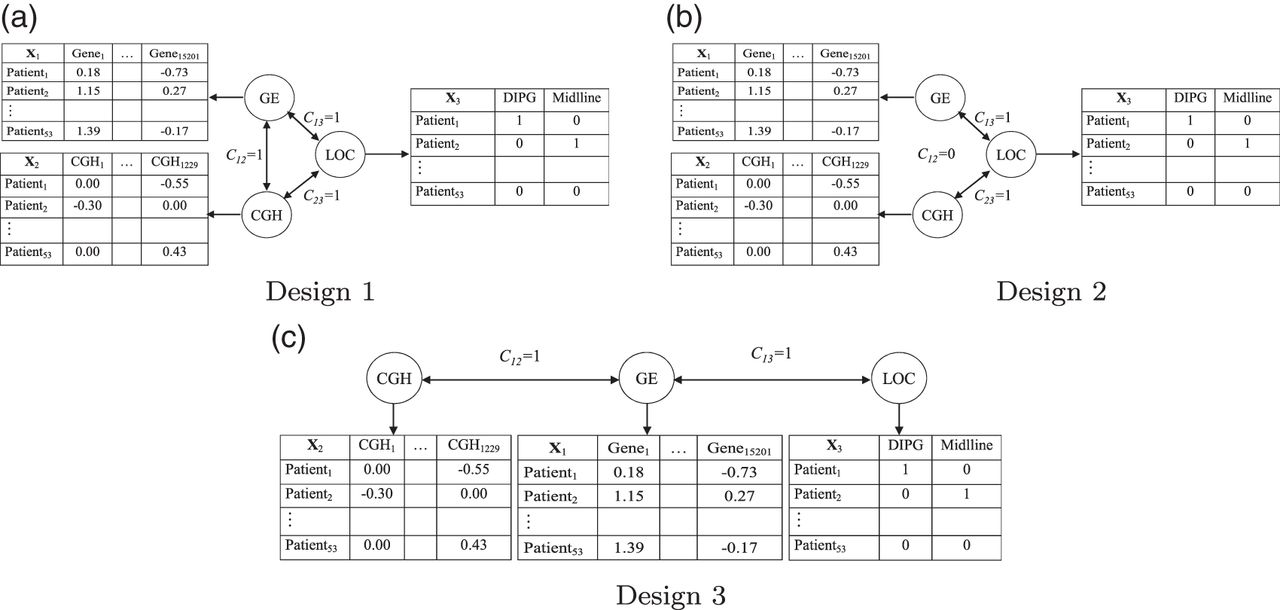 (a)
X1 Gene1 … Gene15201
Patient1 0.18 -0.73
Patient2 1.15 0.27
⋮
Patient53 1.39 -0.17
X2 CGH1 … CGH1229
Patient1 0.00 -0.55
Patient2 -0.30 0.00
⋮
Patient53 0.00 0.43
GE
C13=1
C12=1
LOC
C23=1
CGH
X3 DIPG Midlline
Patient1 1 0
Patient2 0 1
⋮
Patient53 0 0
Design 1
(b)
X1 Gene1 … Gene15201
Patient1 0.18 -0.73
Patient2 1.15 0.27
⋮
Patient53 1.39 -0.17
X2 CGH1 … CGH1229
Patient1 0.00 -0.55
Patient2 -0.30 0.00
⋮
Patient53 0.00 0.43
GE
C13=1
C12=0
LOC
C23=1
CGH
X3 DIPG Midlline
Patient1 1 0
Patient2 0 1
⋮
Patient53 0 0
Design 2
(c)
CGH C12=1 GE C13=1 LOC
X2 CGH1 … CGH1229
Patient1 0.00 -0.55
Patient2 -0.30 0.00
⋮
Patient53 0.00 0.43
X1 Gene1 … Gene15201
Patient1 0.18 -0.73
Patient2 1.15 0.27
⋮
Patient53 1.39 -0.17
X3 DIPG Midlline
Patient1 1 0
Patient2 0 1
⋮
Patient53 0 0
Design 3